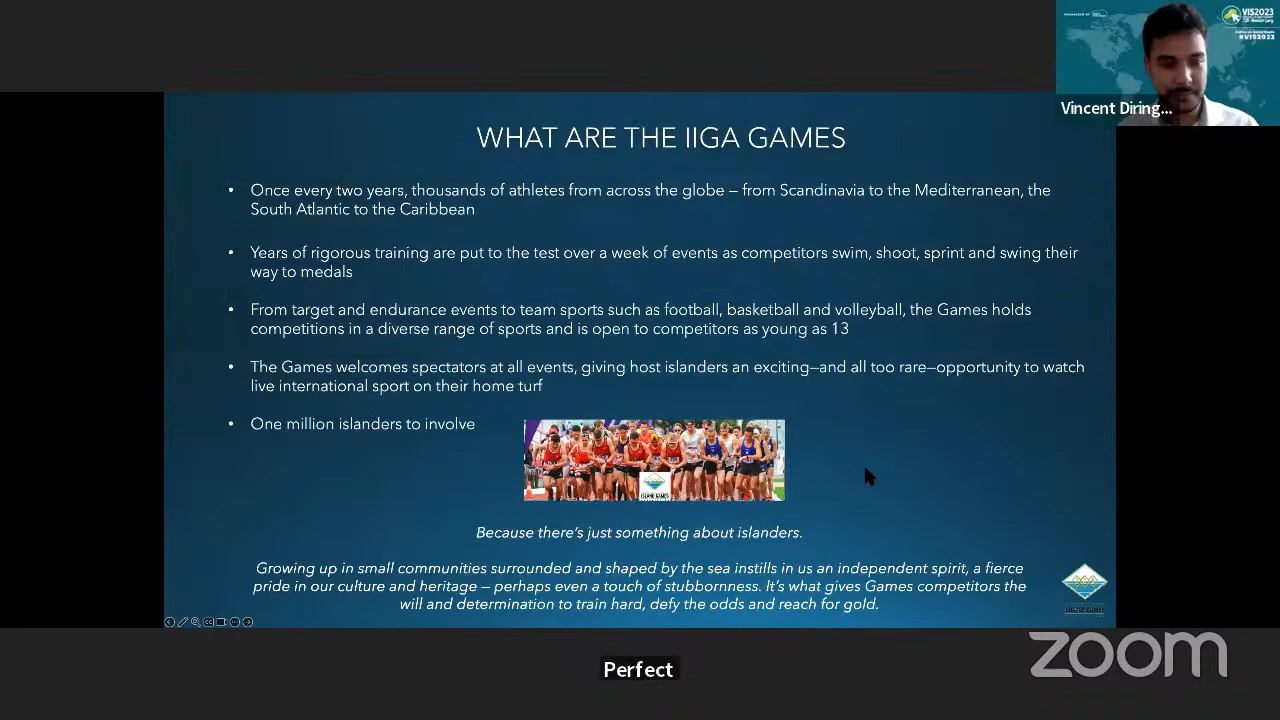 VIS2023
#VIS2023
Vincent Diring...
WHAT ARE THE IIGA GAMES
• Once every two years, thousands of athletes from across the globe – from Scandinavia to the Mediterranean, the
South Atlantic to the Caribbean
• Years of rigorous training are put to the test over a week of events as competitors swim, shoot, sprint and swing their
way to medals
• From target and endurance events to team sports such as football, basketball and volleyball, the Games holds
competitions in a diverse range of sports and is open to competitors as young as 13
• The Games welcomes spectators at all events, giving host islanders an exciting—and all too rare—opportunity to watch
live international sport on their home turf
• One million islanders to involve
ISLAND GAMES
Because there's just something about islanders.
Growing up in small communities surrounded and shaped by the sea instills in us an independent spirit, a fierce
pride in our culture and heritage – perhaps even a touch of stubbornness. It's what gives Games competitors the
will and determination to train hard, defy the odds and reach for gold.
Perfect
zoom